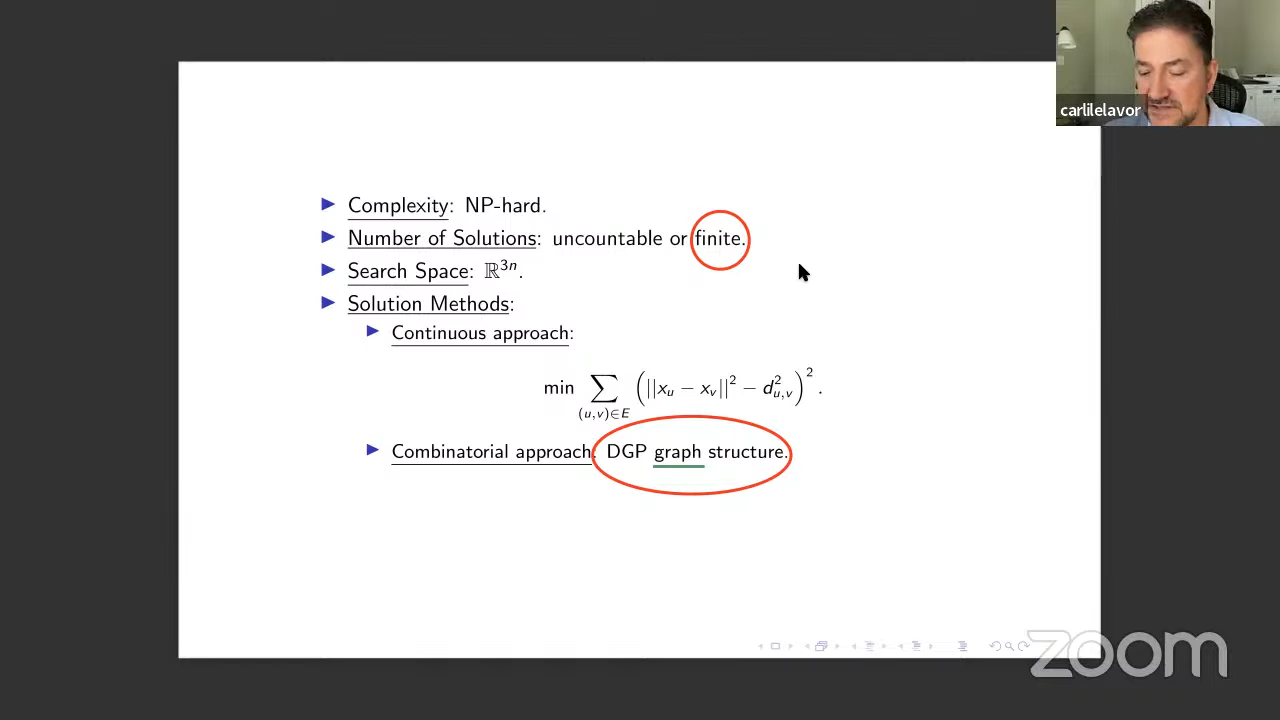 carlilelavor
▶ Complexity: NP-hard.
▶ Number of Solutions: uncountable or finite.
▶ Search Space: ℝ³ⁿ.
▶ Solution Methods:
▶ Continuous approach:
min ∑_{(u,v)∈E} (||x_u − x_v||² − d²_{u,v})².
▶ Combinatorial approach: DGP graph structure.
zoom